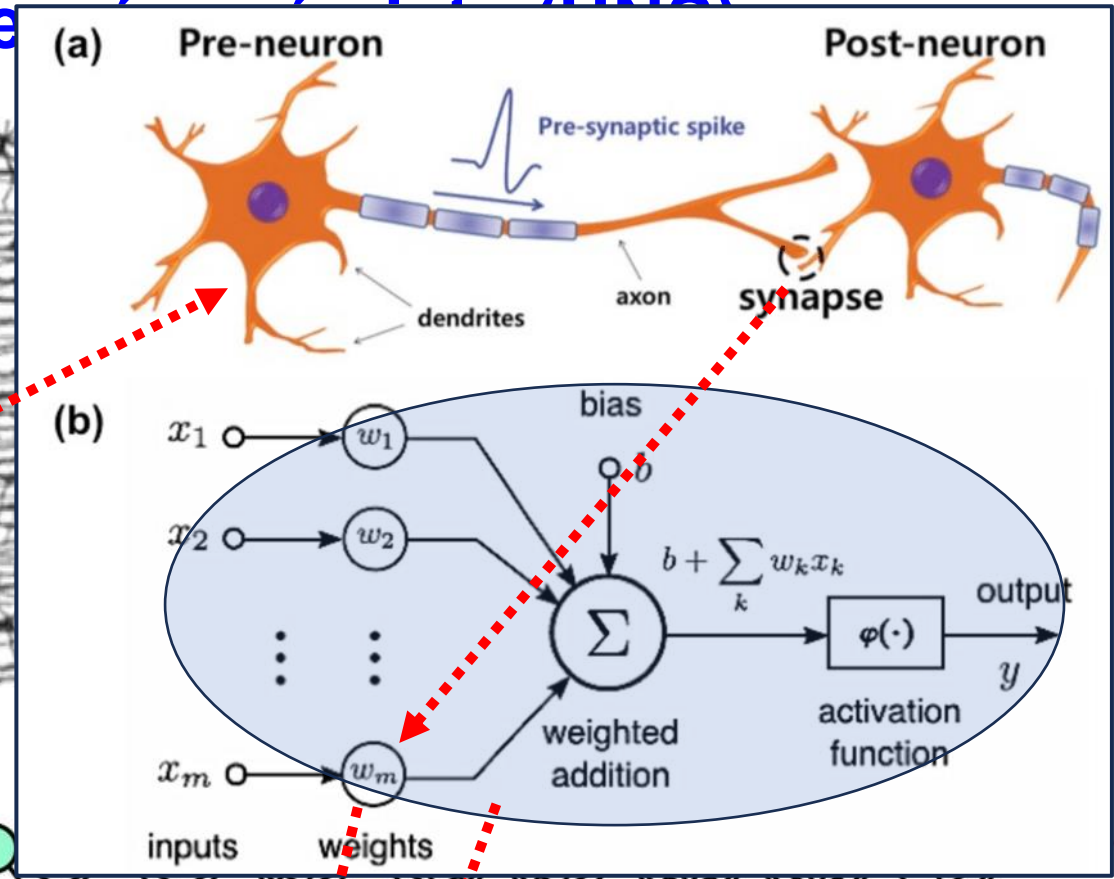 (a) Pre-neuron Post-neuron
Pre-synaptic spike
axon
synapse
dendrites
(b)
bias
x₁ w₁
b
x₂ w₂
b + ∑ₖ wₖxₖ
output
∑
φ(·)
y
weighted
addition
activation
function
xₘ wₘ
inputs weights